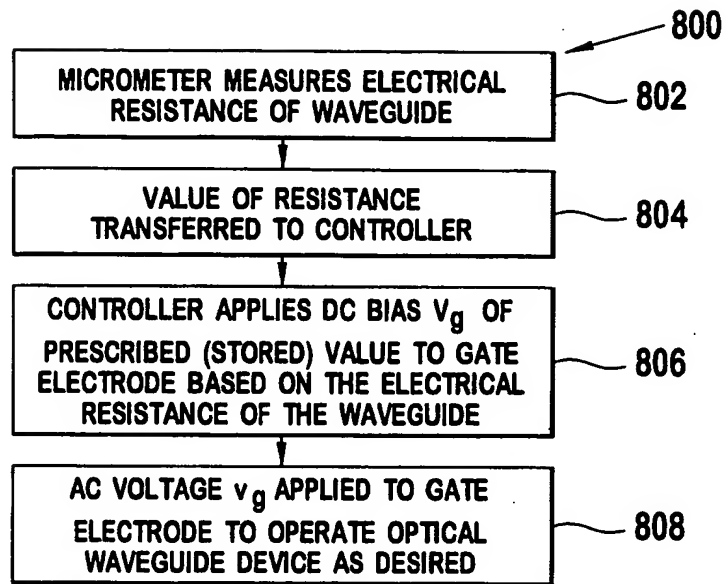 800
MICROMETER MEASURES ELECTRICAL
RESISTANCE OF WAVEGUIDE
802
VALUE OF RESISTANCE
TRANSFERRED TO CONTROLLER
804
CONTROLLER APPLIES DC BIAS Vg OF
PRESCRIBED (STORED) VALUE TO GATE
ELECTRODE BASED ON THE ELECTRICAL
RESISTANCE OF THE WAVEGUIDE
806
AC VOLTAGE vg APPLIED TO GATE
ELECTRODE TO OPERATE OPTICAL
WAVEGUIDE DEVICE AS DESIRED
808